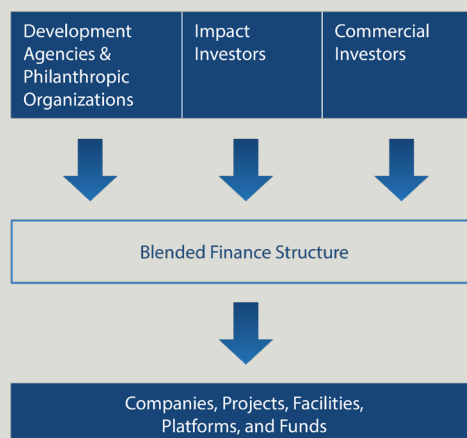 Development
Agencies &
Philanthropic
Organizations
Impact
Investors
Commercial
Investors
Blended Finance Structure
Companies, Projects, Facilities,
Platforms, and Funds